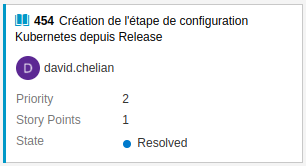 454 Création de l'étape de configuration
Kubernetes depuis Release
D david.chelian
Priority 2
Story Points 1
State Resolved